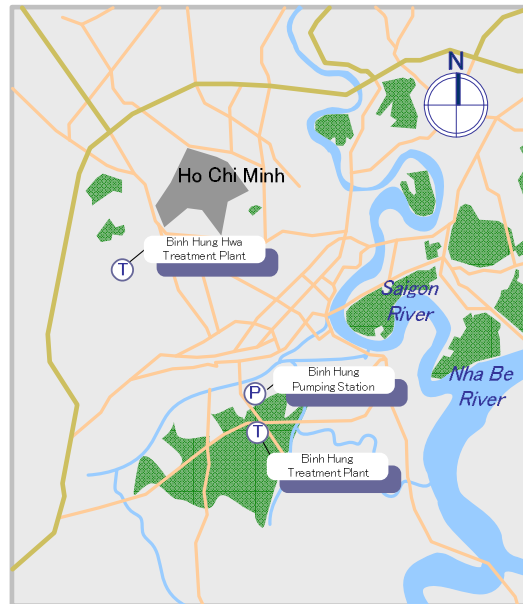 N
Ho Chi Minh
Binh Hung Hwa
Treatment Plant
T
Saigon
River
Nha Be
River
Binh Hung
Pumping Station
P
T
Binh Hung
Treatment Plant